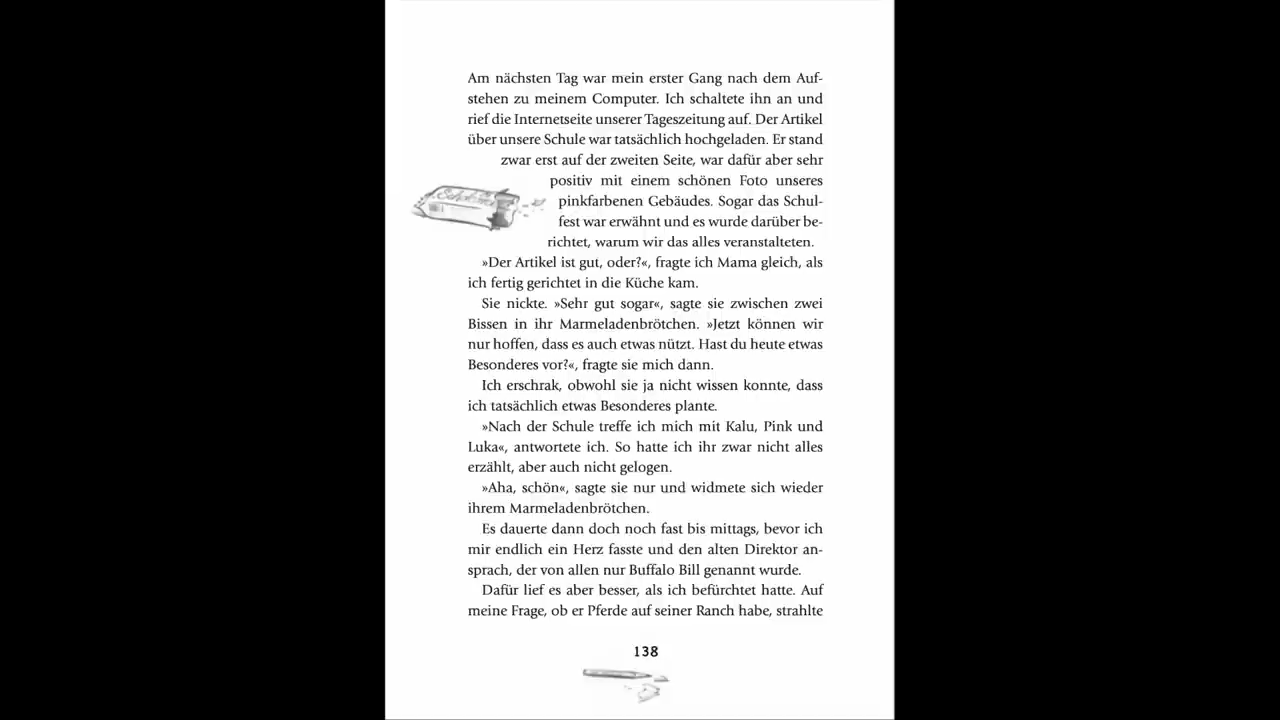 Am nächsten Tag war mein erster Gang nach dem Auf-
stehen zu meinem Computer. Ich schaltete ihn an und
rief die Internetseite unserer Tageszeitung auf. Der Artikel
über unsere Schule war tatsächlich hochgeladen. Er stand
zwar erst auf der zweiten Seite, war dafür aber sehr
positiv mit einem schönen Foto unseres
pinkfarbenen Gebäudes. Sogar das Schul-
fest war erwähnt und es wurde darüber be-
richtet, warum wir das alles veranstalteten.
»Der Artikel ist gut, oder?«, fragte ich Mama gleich, als
ich fertig gerichtet in die Küche kam.
Sie nickte. »Sehr gut sogar«, sagte sie zwischen zwei
Bissen in ihr Marmeladenbrötchen. »Jetzt können wir
nur hoffen, dass es auch etwas nützt. Hast du heute etwas
Besonderes vor?«, fragte sie mich dann.
Ich erschrak, obwohl sie ja nicht wissen konnte, dass
ich tatsächlich etwas Besonderes plante.
»Nach der Schule treffe ich mich mit Kalu, Pink und
Luka«, antwortete ich. So hatte ich ihr zwar nicht alles
erzählt, aber auch nicht gelogen.
»Aha, schön«, sagte sie nur und widmete sich wieder
ihrem Marmeladenbrötchen.
Es dauerte dann doch noch fast bis mittags, bevor ich
mir endlich ein Herz fasste und den alten Direktor an-
sprach, der von allen nur Buffalo Bill genannt wurde.
Dafür lief es aber besser, als ich befürchtet hatte. Auf
meine Frage, ob er Pferde auf seiner Ranch habe, strahlte
138